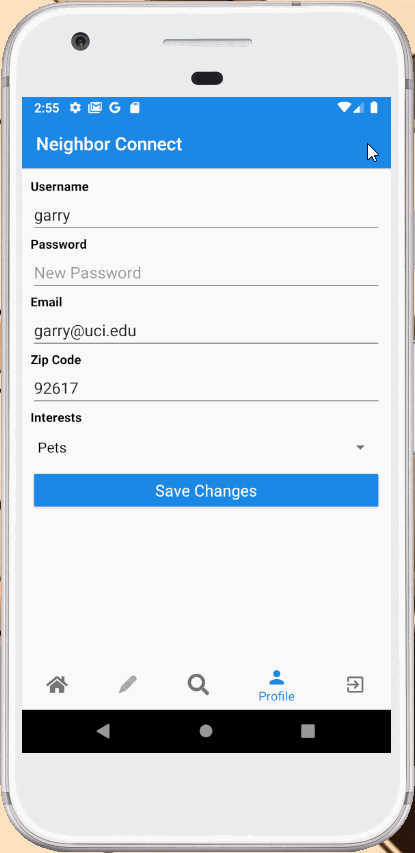 2:55
Neighbor Connect
Username
garry
Password
New Password
Email
garry@uci.edu
Zip Code
92617
Interests
Pets
Save Changes
Profile